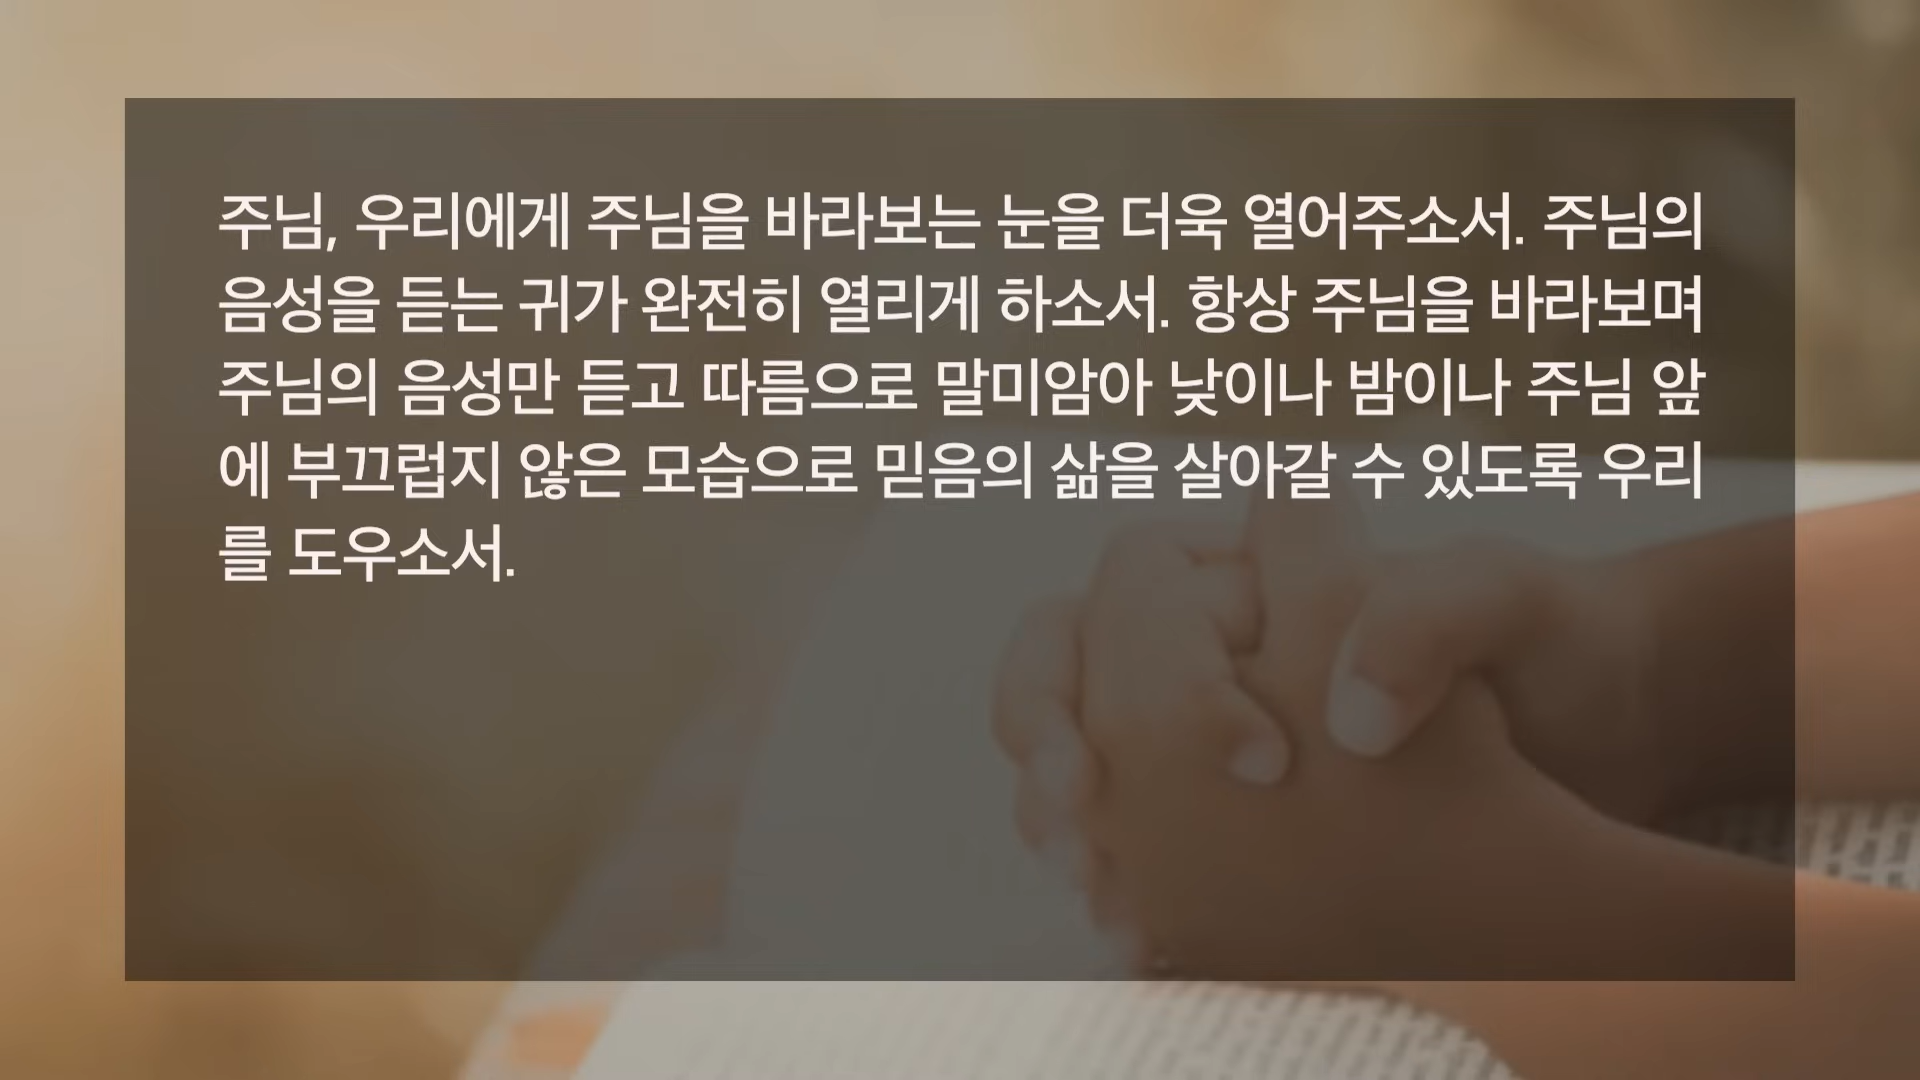 주님, 우리에게 주님을 바라보는 눈을 더욱 열어주소서. 주님의
음성을 듣는 귀가 완전히 열리게 하소서. 항상 주님을 바라보며
주님의 음성만 듣고 따름으로 말미암아 낮이나 밤이나 주님 앞
에 부끄럽지 않은 모습으로 믿음의 삶을 살아갈 수 있도록 우리
를 도우소서.